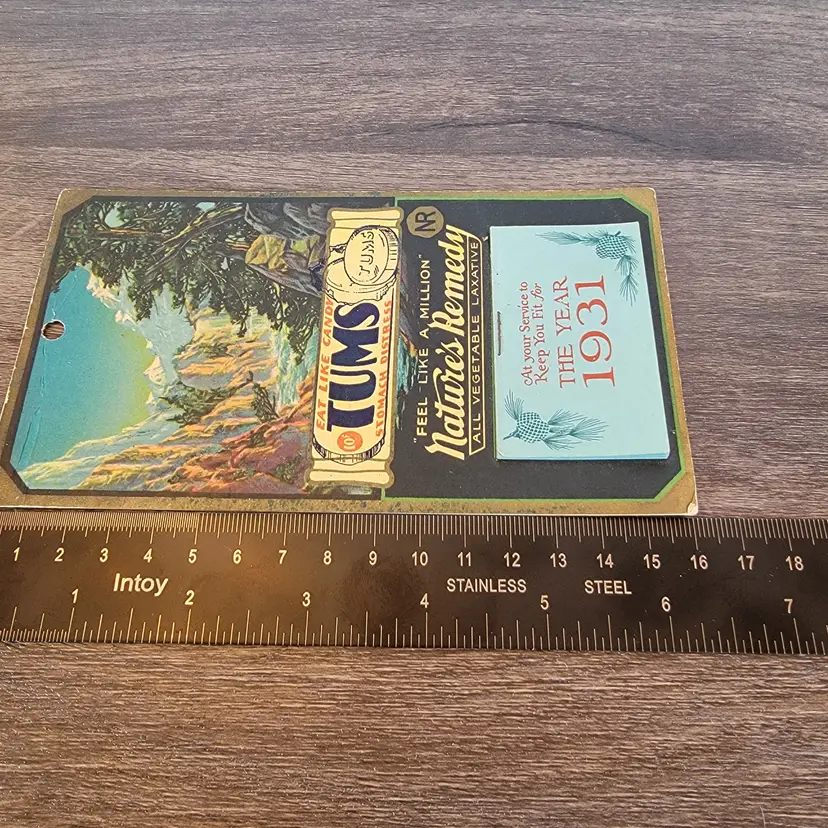 EAT LIKE CANDY
10¢
TUMS
STOMACH DISTRESS
TUMS
"FEEL LIKE A MILLION"
NR
Nature's Remedy
ALL VEGETABLE LAXATIVE
At your Service to
Keep You Fit for
THE YEAR
1931
1 2 3 4 5 6 7 8 9 10 11 12 13 14 15 16 17 18
Intoy STAINLESS STEEL
1 2 3 4 5 6 7